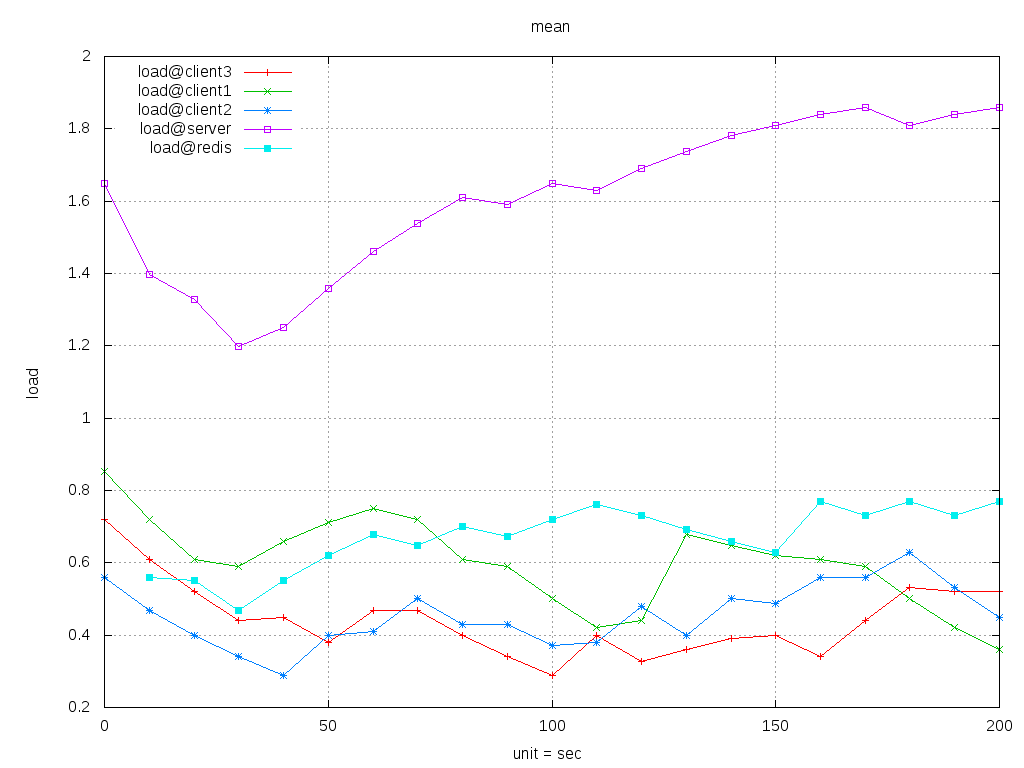 mean
2
1.8
1.6
1.4
1.2
1
0.8
0.6
0.4
0.2
load
load@client3
load@client1
load@client2
load@server
load@redis
0 50 100 150 200
unit = sec